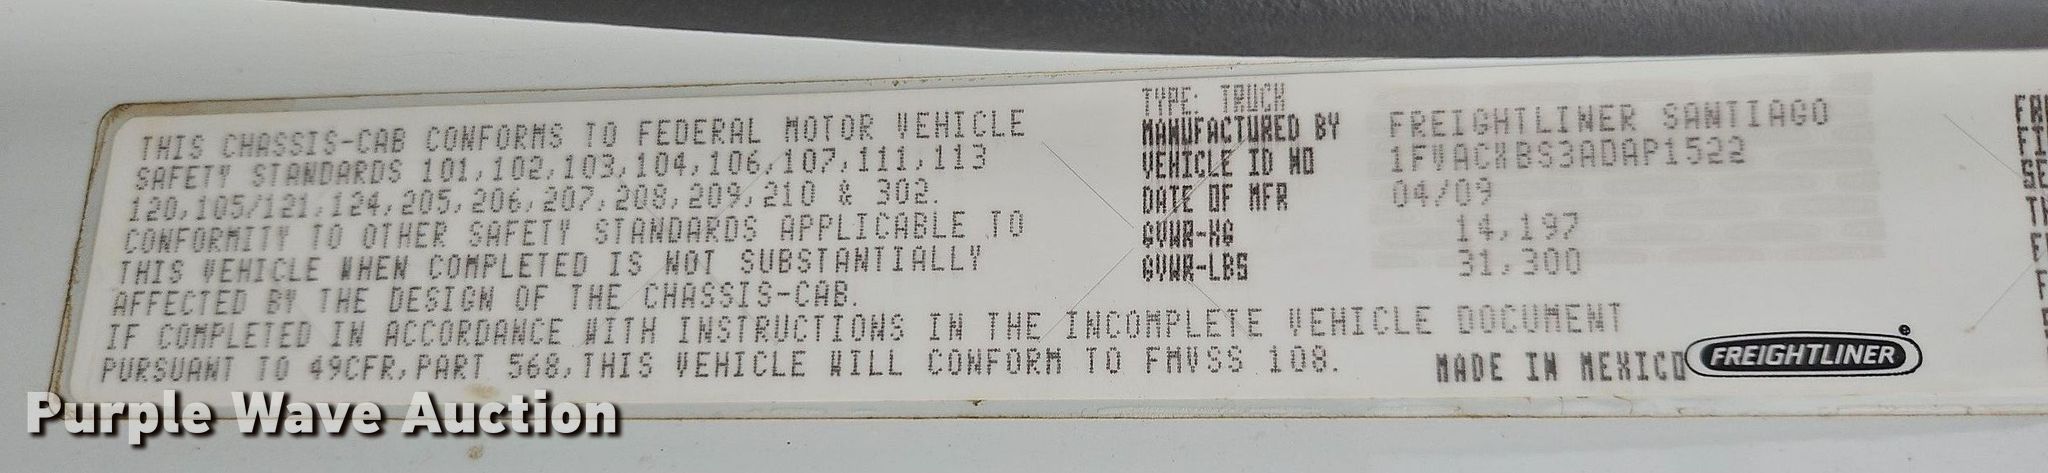 THIS CHASSIS-CAB CONFORMS TO FEDERAL MOTOR VEHICLE
SAFETY STANDARDS 101,102,103,104,106,107,111,113
120,105/121,124,205,206,207,208,209,210 & 302.
CONFORMITY TO OTHER SAFETY STANDARDS APPLICABLE TO
THIS VEHICLE WHEN COMPLETED IS NOT SUBSTANTIALLY
AFFECTED BY THE DESIGN OF THE CHASSIS-CAB.
IF COMPLETED IN ACCORDANCE WITH INSTRUCTIONS IN THE INCOMPLETE VEHICLE DOCUMENT
PURSUANT TO 49CFR,PART 568,THIS VEHICLE WILL CONFORM TO FMVSS 108.
TYPE: TRUCK
MANUFACTURED BY FREIGHTLINER SANTIAGO
VEHICLE ID NO 1FVACXBS3ADAP1522
DATE OF MFR 04/09
GVWR-KG 14,197
GVWR-LBS 31,300
MADE IN MEXICO
FREIGHTLINER®
Purple Wave Auction